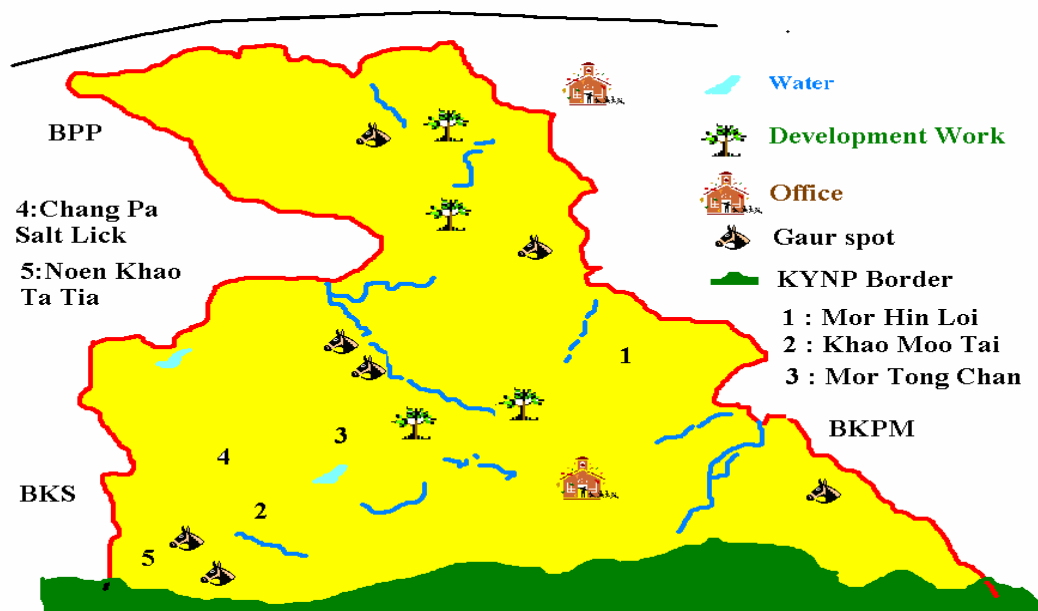 BPP
4:Chang Pa
Salt Lick
5:Noen Khao
Ta Tia
BKS
Water
Development Work
Office
Gaur spot
KYNP Border
1 : Mor Hin Loi
2 : Khao Moo Tai
3 : Mor Tong Chan
BKPM
1
3
4
2
5